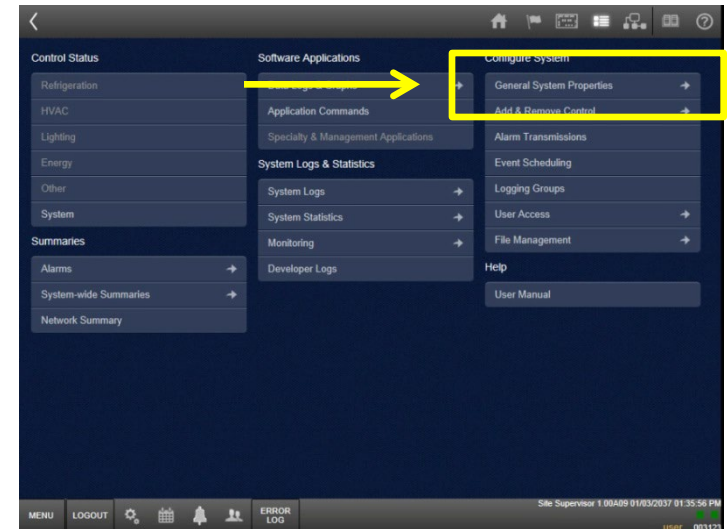 Control Status
Refrigeration
HVAC
Lighting
Energy
Other
System
Summaries
Alarms
System-wide Summaries
Network Summary
Software Applications
Application Commands
Specialty & Management Applications
System Logs & Statistics
System Logs
System Statistics
Monitoring
Developer Logs
Configure System
General System Properties
Add & Remove Control
Alarm Transmissions
Event Scheduling
Logging Groups
User Access
File Management
Help
User Manual
MENU LOGOUT ERROR LOG
Site Supervisor 1.00A09 01/03/2037 01:35:56 PM
user